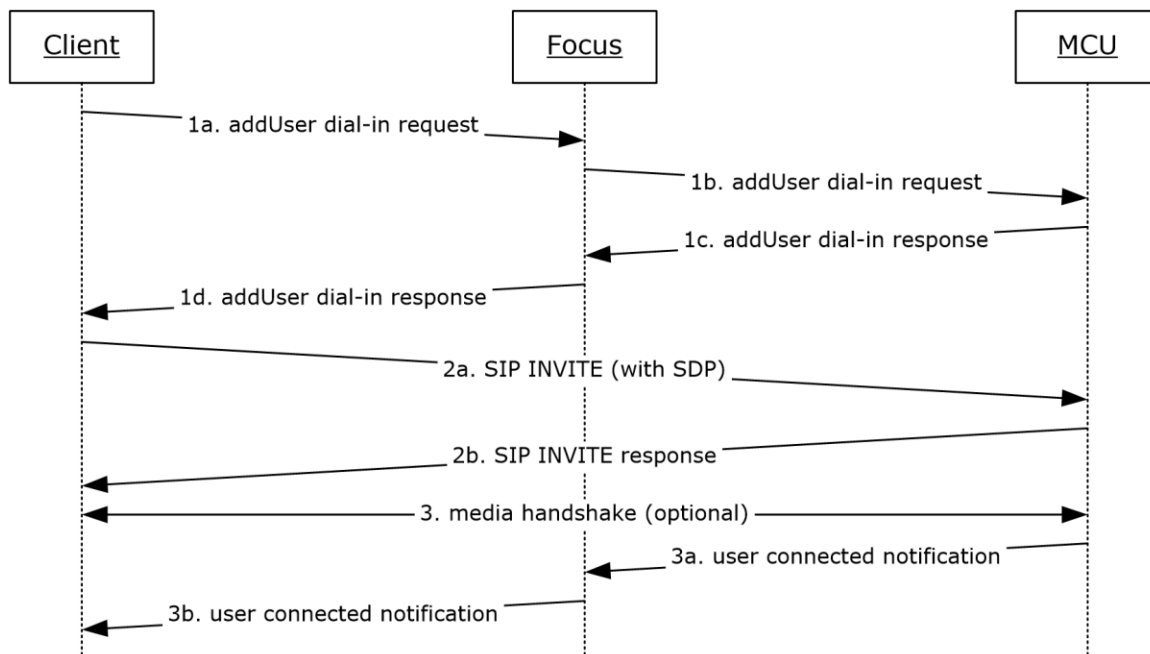 Client
Focus
MCU
1a. addUser dial-in request
1b. addUser dial-in request
1c. addUser dial-in response
1d. addUser dial-in response
2a. SIP INVITE (with SDP)
2b. SIP INVITE response
3. media handshake (optional)
3a. user connected notification
3b. user connected notification